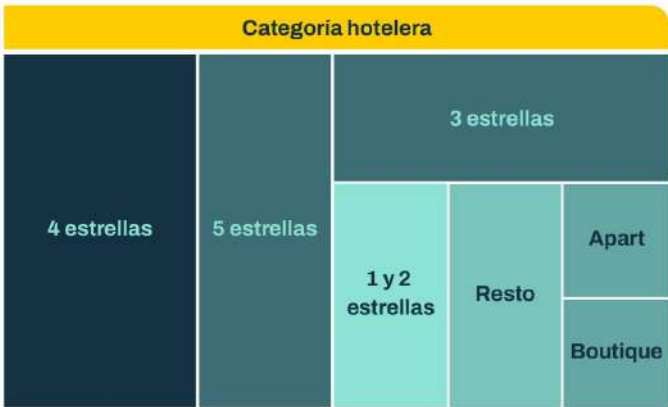 Categoría hotelera
4 estrellas
5 estrellas
3 estrellas
1 y 2
estrellas
Resto
Apart
Boutique